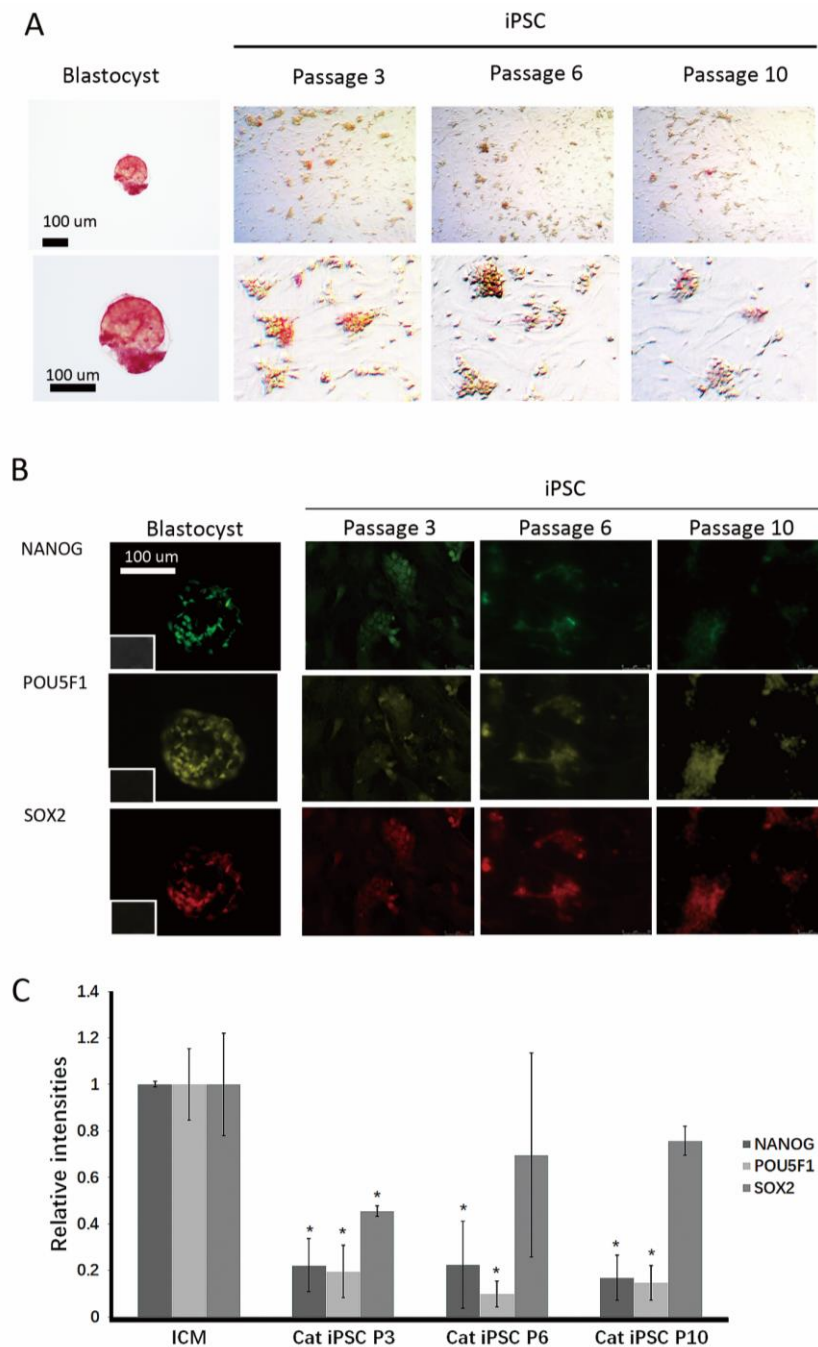 A
iPSC
Blastocyst
Passage 3
Passage 6
Passage 10
100 um
100 um
B
iPSC
Blastocyst
Passage 3
Passage 6
Passage 10
NANOG
100 um
POU5F1
SOX2
C
1.4
1.2
1
0.8
0.6
0.4
0.2
0
Relative intensities
* * *
* *
* *
NANOG
POU5F1
SOX2
ICM
Cat iPSC P3
Cat iPSC P6
Cat iPSC P10